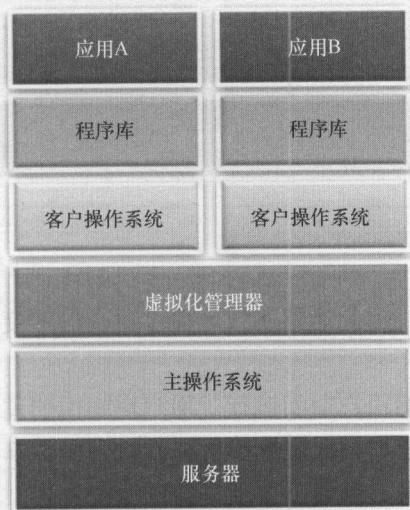 应用A
应用B
程序库
程序库
客户操作系统
客户操作系统
虚拟化管理器
主操作系统
服务器